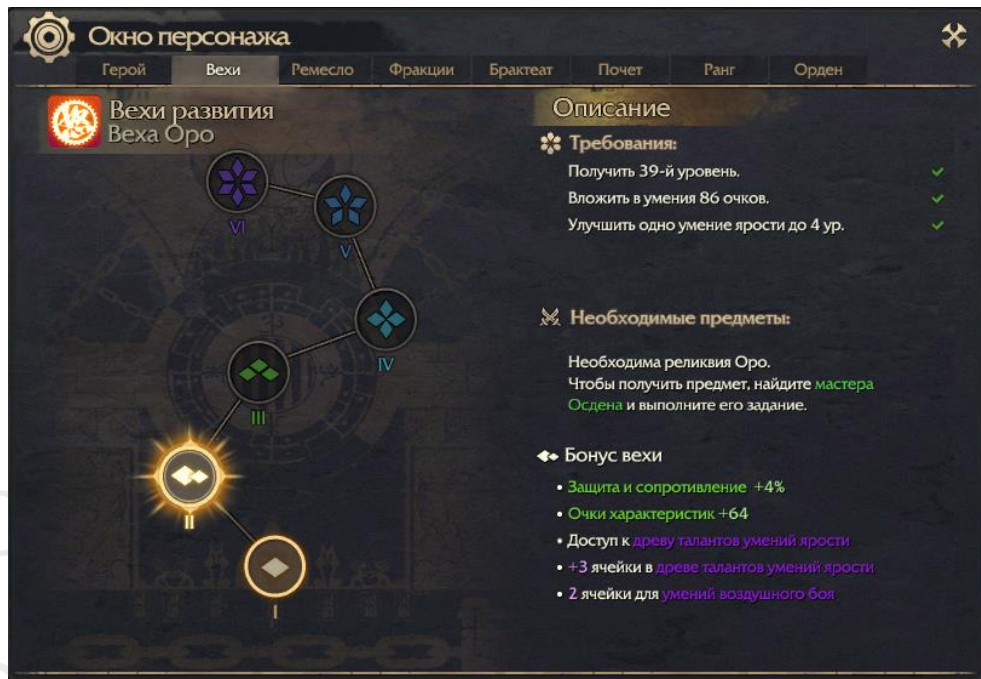 Окно персонажа
Герой Вехи Ремесло Фракции Брактеат Почет Ранг Орден
Вехи развития
Веха Оро
VI
V
IV
III
II
I
Описание
Требования:
Получить 39-й уровень.
Вложить в умения 86 очков.
Улучшить одно умение ярости до 4 ур.
Необходимые предметы:
Необходима реликвия Оро.
Чтобы получить предмет, найдите мастера
Осдена и выполните его задание.
Бонус вехи
• Защита и сопротивление +4%
• Очки характеристик +64
• Доступ к древу талантов умений ярости
• +3 ячейки в древе талантов умений ярости
• 2 ячейки для умений воздушного боя